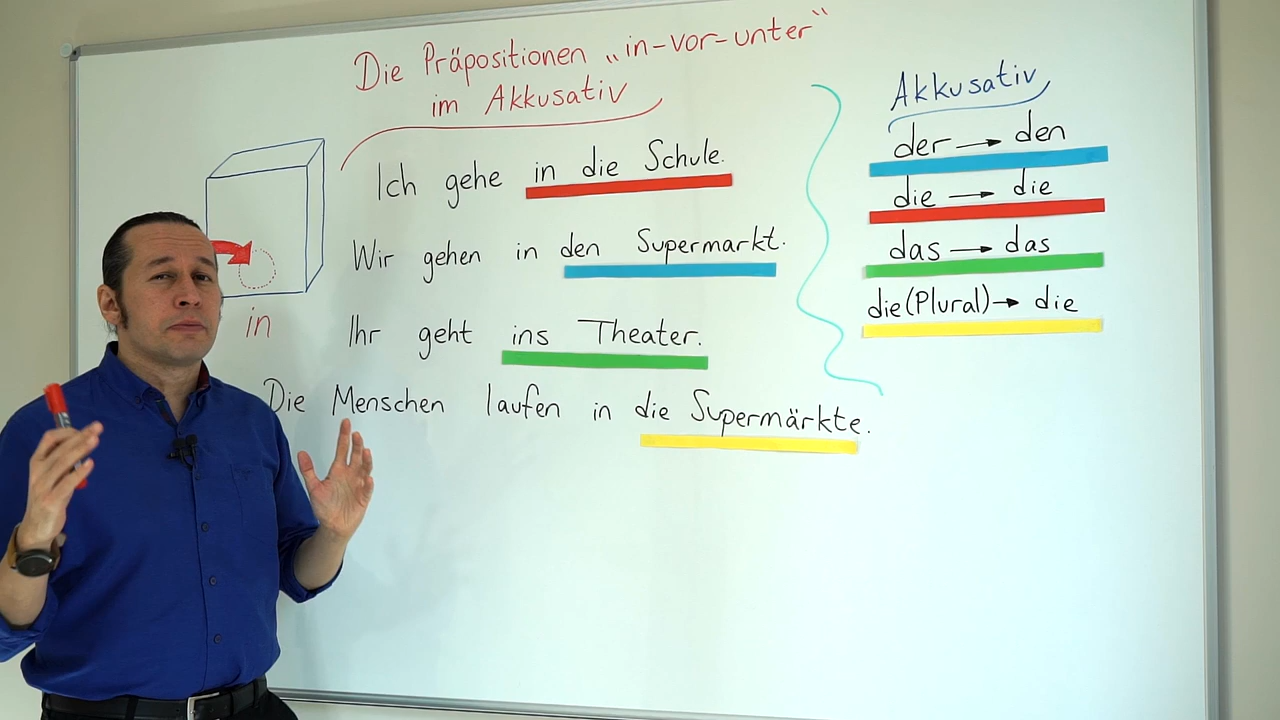 Die Präpositionen „in-vor-unter“
im Akkusativ
Ich gehe in die Schule.
Wir gehen in den Supermarkt.
Ihr geht ins Theater.
Die Menschen laufen in die Supermärkte.
in
Akkusativ
der → den
die → die
das → das
die (Plural) → die